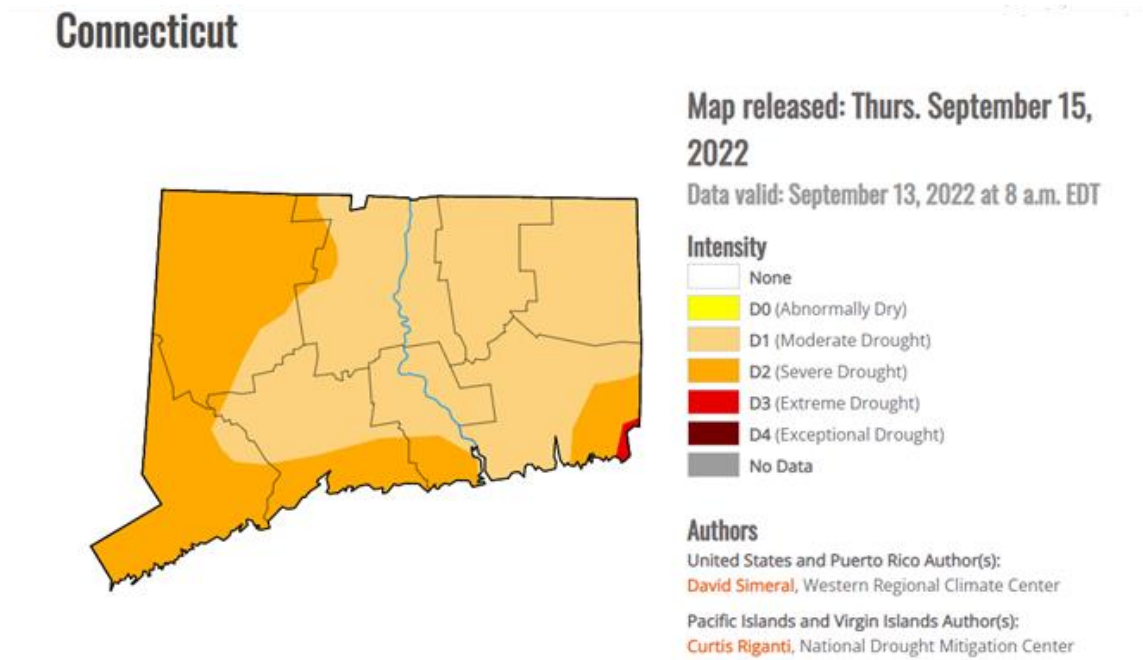 Connecticut
Map released: Thurs. September 15,
2022
Data valid: September 13, 2022 at 8 a.m. EDT
Intensity
None
D0 (Abnormally Dry)
D1 (Moderate Drought)
D2 (Severe Drought)
D3 (Extreme Drought)
D4 (Exceptional Drought)
No Data
Authors
United States and Puerto Rico Author(s):
David Simeral, Western Regional Climate Center
Pacific Islands and Virgin Islands Author(s):
Curtis Riganti, National Drought Mitigation Center